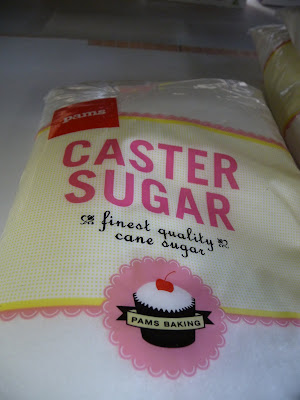 pams
CASTER
SUGAR
finest quality
cane sugar
PAMS BAKING